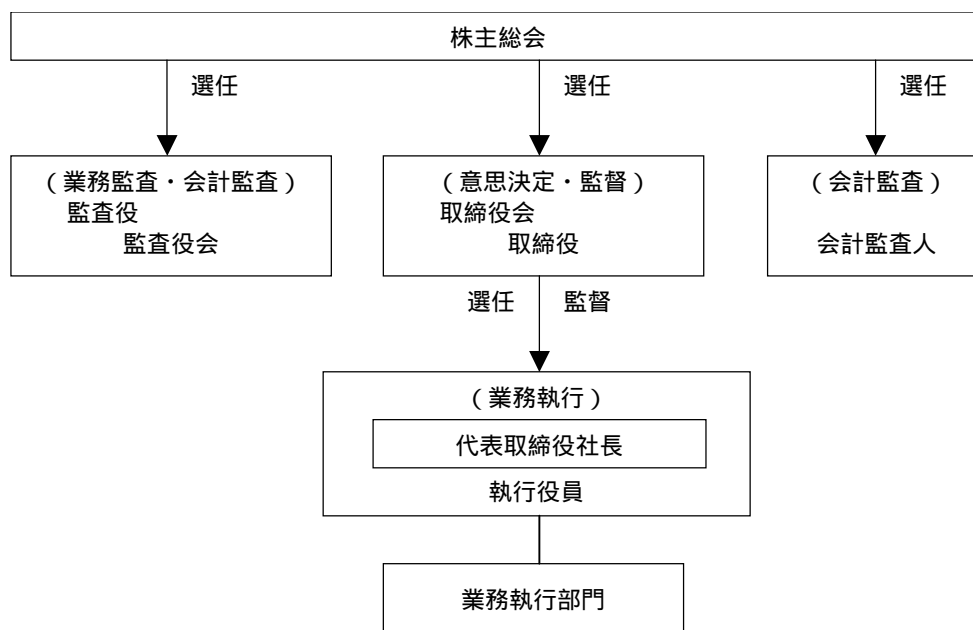 株主総会
選任
選任
選任
（業務監査・会計監査）
監査役
監査役会
（意思決定・監督）
取締役会
取締役
（会計監査）
会計監査人
選任
監督
（業務執行）
代表取締役社長
執行役員
業務執行部門